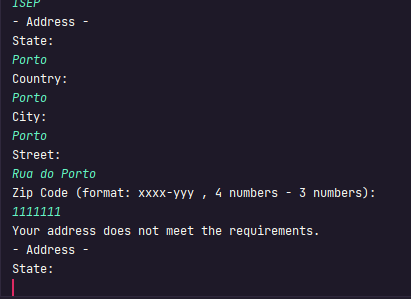 ISEP
- Address -
State:
Porto
Country:
Porto
City:
Porto
Street:
Rua do Porto
Zip Code (format: xxxx-yyy , 4 numbers - 3 numbers):
1111111
Your address does not meet the requirements.
- Address -
State: